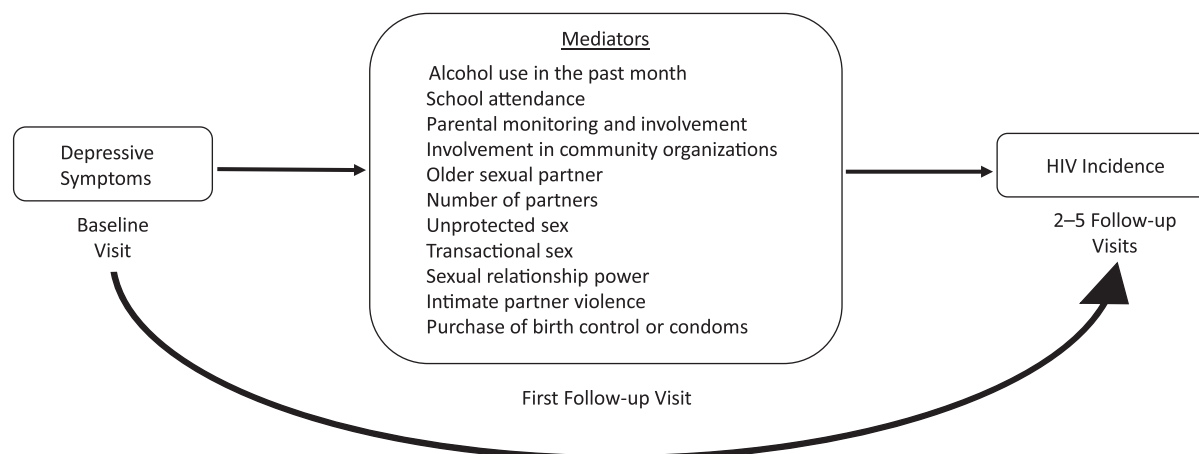 Mediators
Alcohol use in the past month
School attendance
Parental monitoring and involvement
Involvement in community organizations
Older sexual partner
Number of partners
Unprotected sex
Transactional sex
Sexual relationship power
Intimate partner violence
Purchase of birth control or condoms
Depressive
Symptoms
Baseline
Visit
HIV Incidence
2–5 Follow-up
Visits
First Follow-up Visit